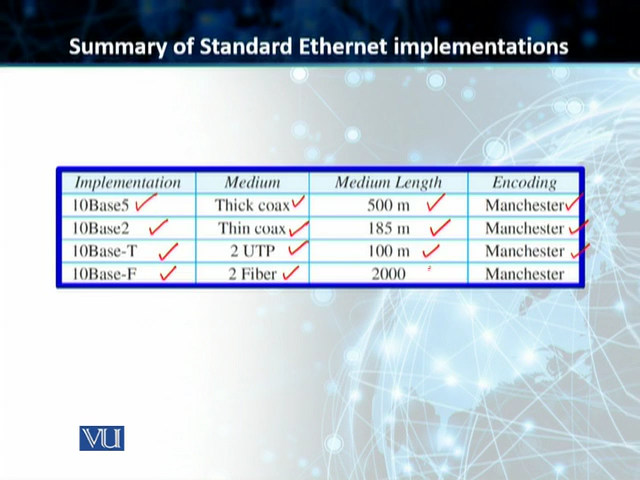 Summary of Standard Ethernet implementations
Implementation Medium Medium Length Encoding
10Base5 Thick coax 500 m Manchester
10Base2 Thin coax 185 m Manchester
10Base-T 2 UTP 100 m Manchester
10Base-F 2 Fiber 2000 Manchester
VU